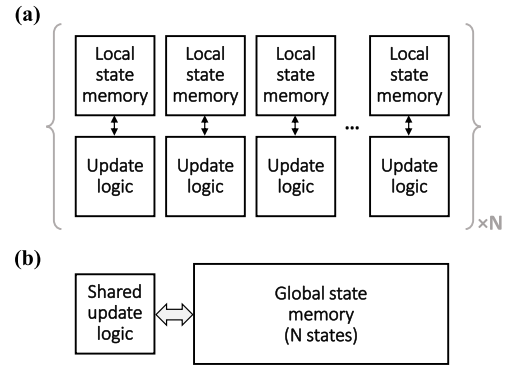 (a)
Local
state
memory
Local
state
memory
Local
state
memory
Local
state
memory
...
Update
logic
Update
logic
Update
logic
Update
logic
×N
(b)
Shared
update
logic
Global state
memory
(N states)